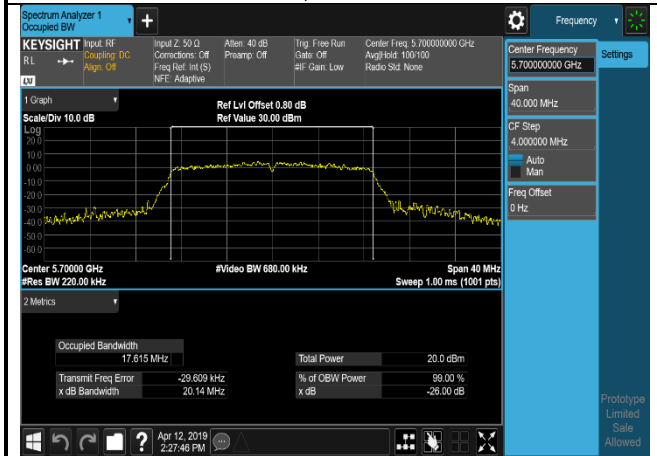 Spectrum Analyzer 1
Occupied BW
+
Frequency
KEYSIGHT
RL
LXI
Input: RF
Coupling: DC
Align: Off
Input Z: 50 Ω
Corrections: Off
Freq Ref: Int (S)
NFE: Adaptive
Atten: 40 dB
Preamp: Off
Trig: Free Run
Gate: Off
#IF Gain: Low
Center Freq: 5.700000000 GHz
Avg|Hold: 100/100
Radio Std: None
Center Frequency
5.700000000 GHz
Settings
Span
40.000 MHz
CF Step
4.000000 MHz
Auto
Man
Freq Offset
0 Hz
1 Graph
Scale/Div 10.0 dB
Ref Lvl Offset 0.80 dB
Ref Value 30.00 dBm
Log
20.0
10.0
0.00
-10.0
-20.0
-30.0
-40.0
-50.0
-60.0
Center 5.70000 GHz
#Res BW 220.00 kHz
#Video BW 680.00 kHz
Span 40 MHz
Sweep 1.00 ms (1001 pts)
2 Metrics
Occupied Bandwidth
17.615 MHz
Total Power 20.0 dBm
Transmit Freq Error -29.609 kHz
% of OBW Power 99.00 %
x dB Bandwidth 20.14 MHz
x dB -26.00 dB
Prototype
Limited
Sale
Allowed
?
Apr 12, 2019
2:27:46 PM